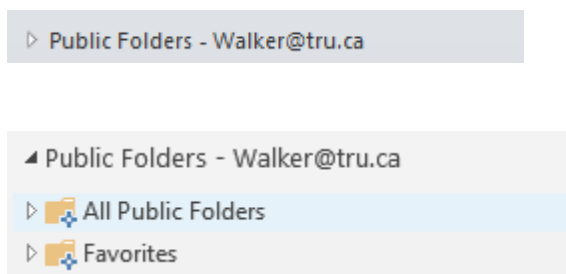 Public Folders - Walker@tru.ca
Public Folders - Walker@tru.ca
All Public Folders
Favorites